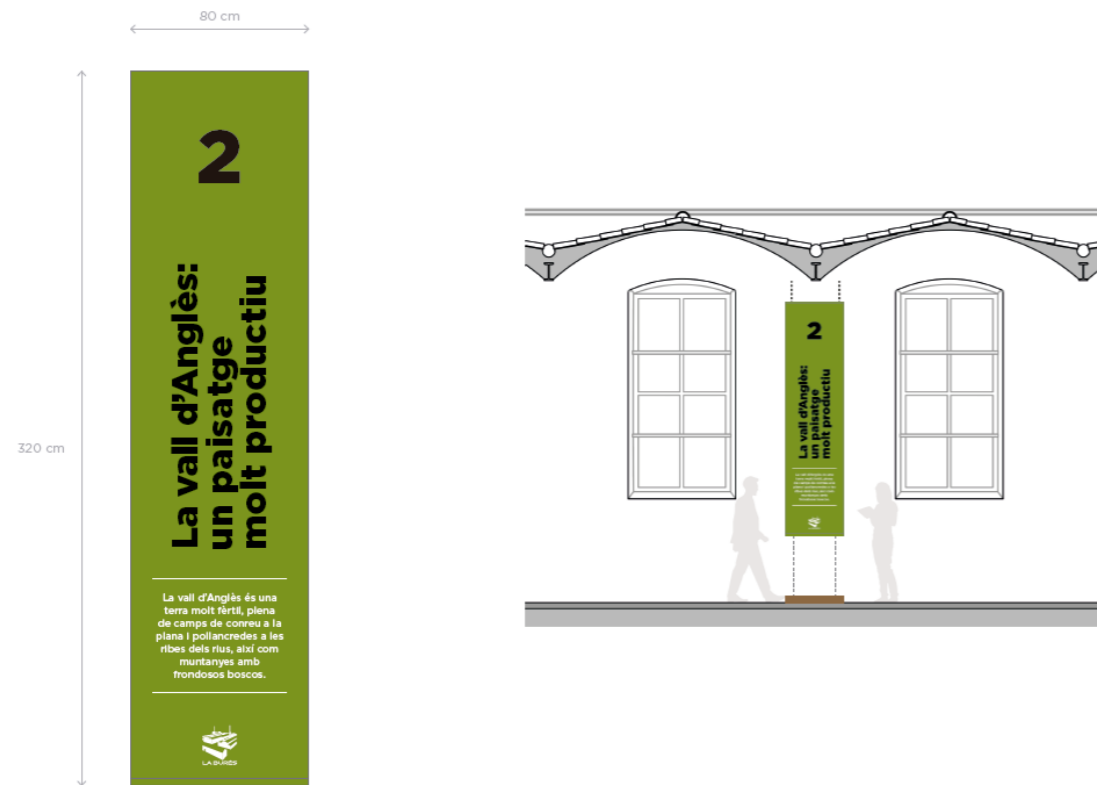 80 cm
320 cm
2
La vall d'Anglès:
un paisatge
molt productiu
La vall d'Anglès és una
terra molt fèrtil, plena
de camps de conreu a la
plana i pollancredes a les
ribes dels rius, així com
muntanyes amb
frondosos boscos.
LA BURÈS
2
La vall d'Anglès:
un paisatge
molt productiu